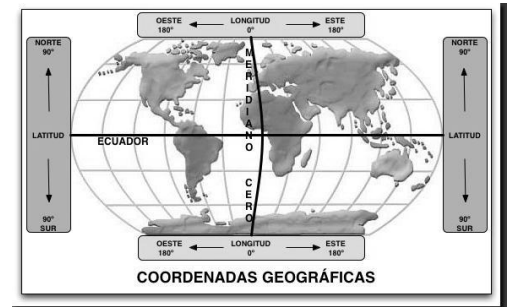 OESTE LONGITUD ESTE
180° 0° 180°
NORTE
90°
LATITUD
90°
SUR
MERIDIANO CERO
ECUADOR
NORTE
90°
LATITUD
90°
SUR
OESTE LONGITUD ESTE
180° 0° 180°
COORDENADAS GEOGRÁFICAS